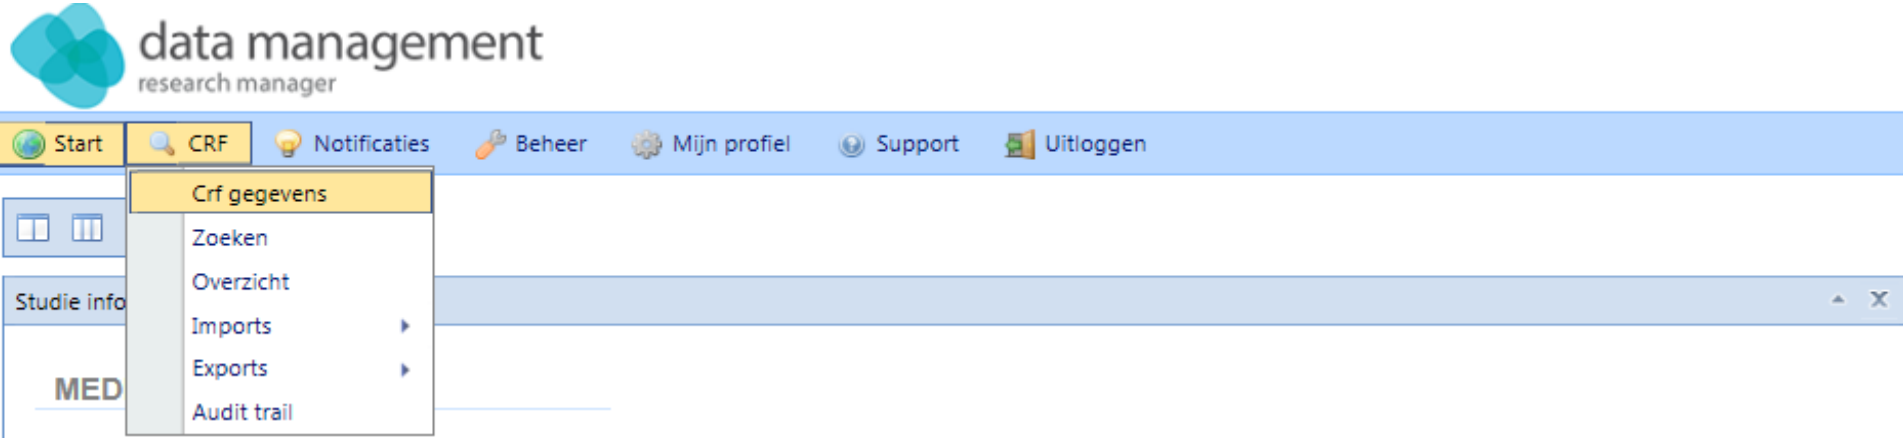 data management
research manager
Start CRF Notificaties Beheer Mijn profiel Support Uitloggen
Crf gegevens
Zoeken
Overzicht
Studie info
Imports
Exports
MED
Audit trail